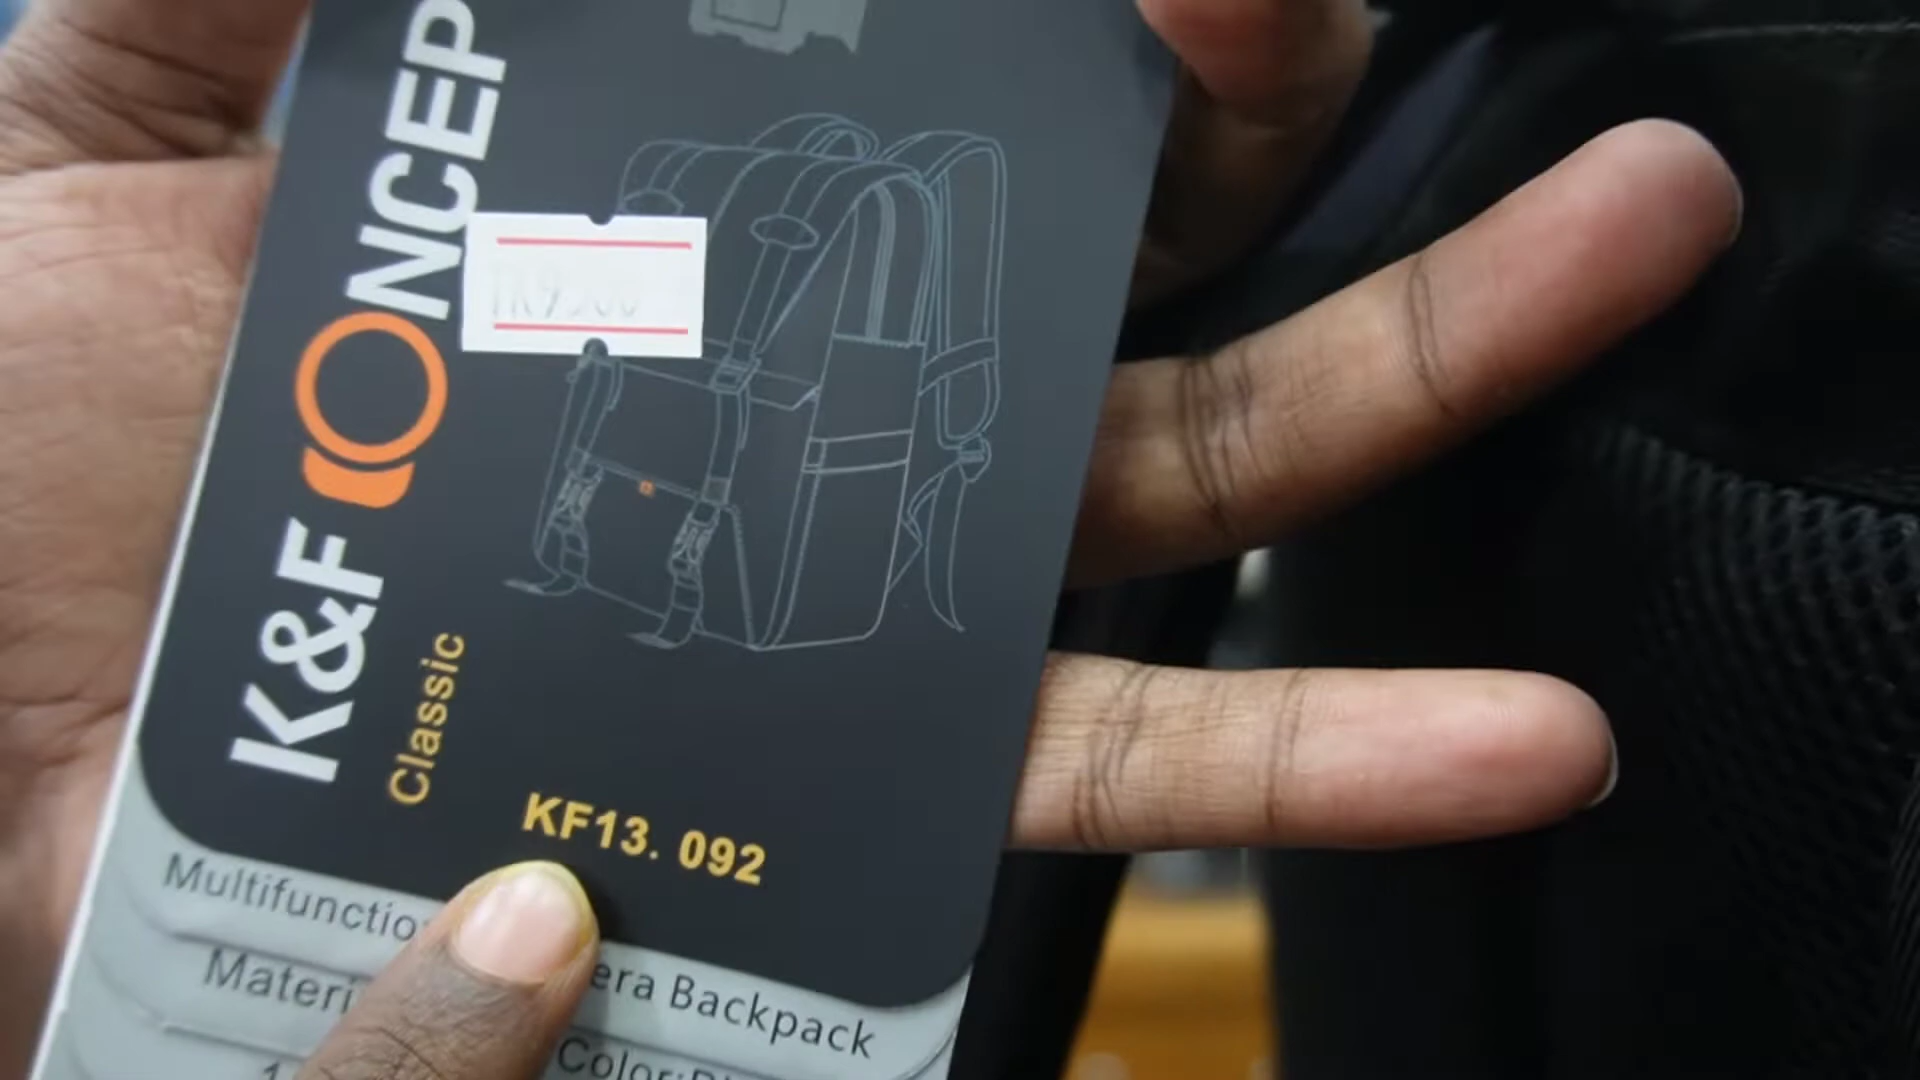 K&F CONCEP
Classic
KF13. 092
Multifunctio era Backpack
Materi
Color: